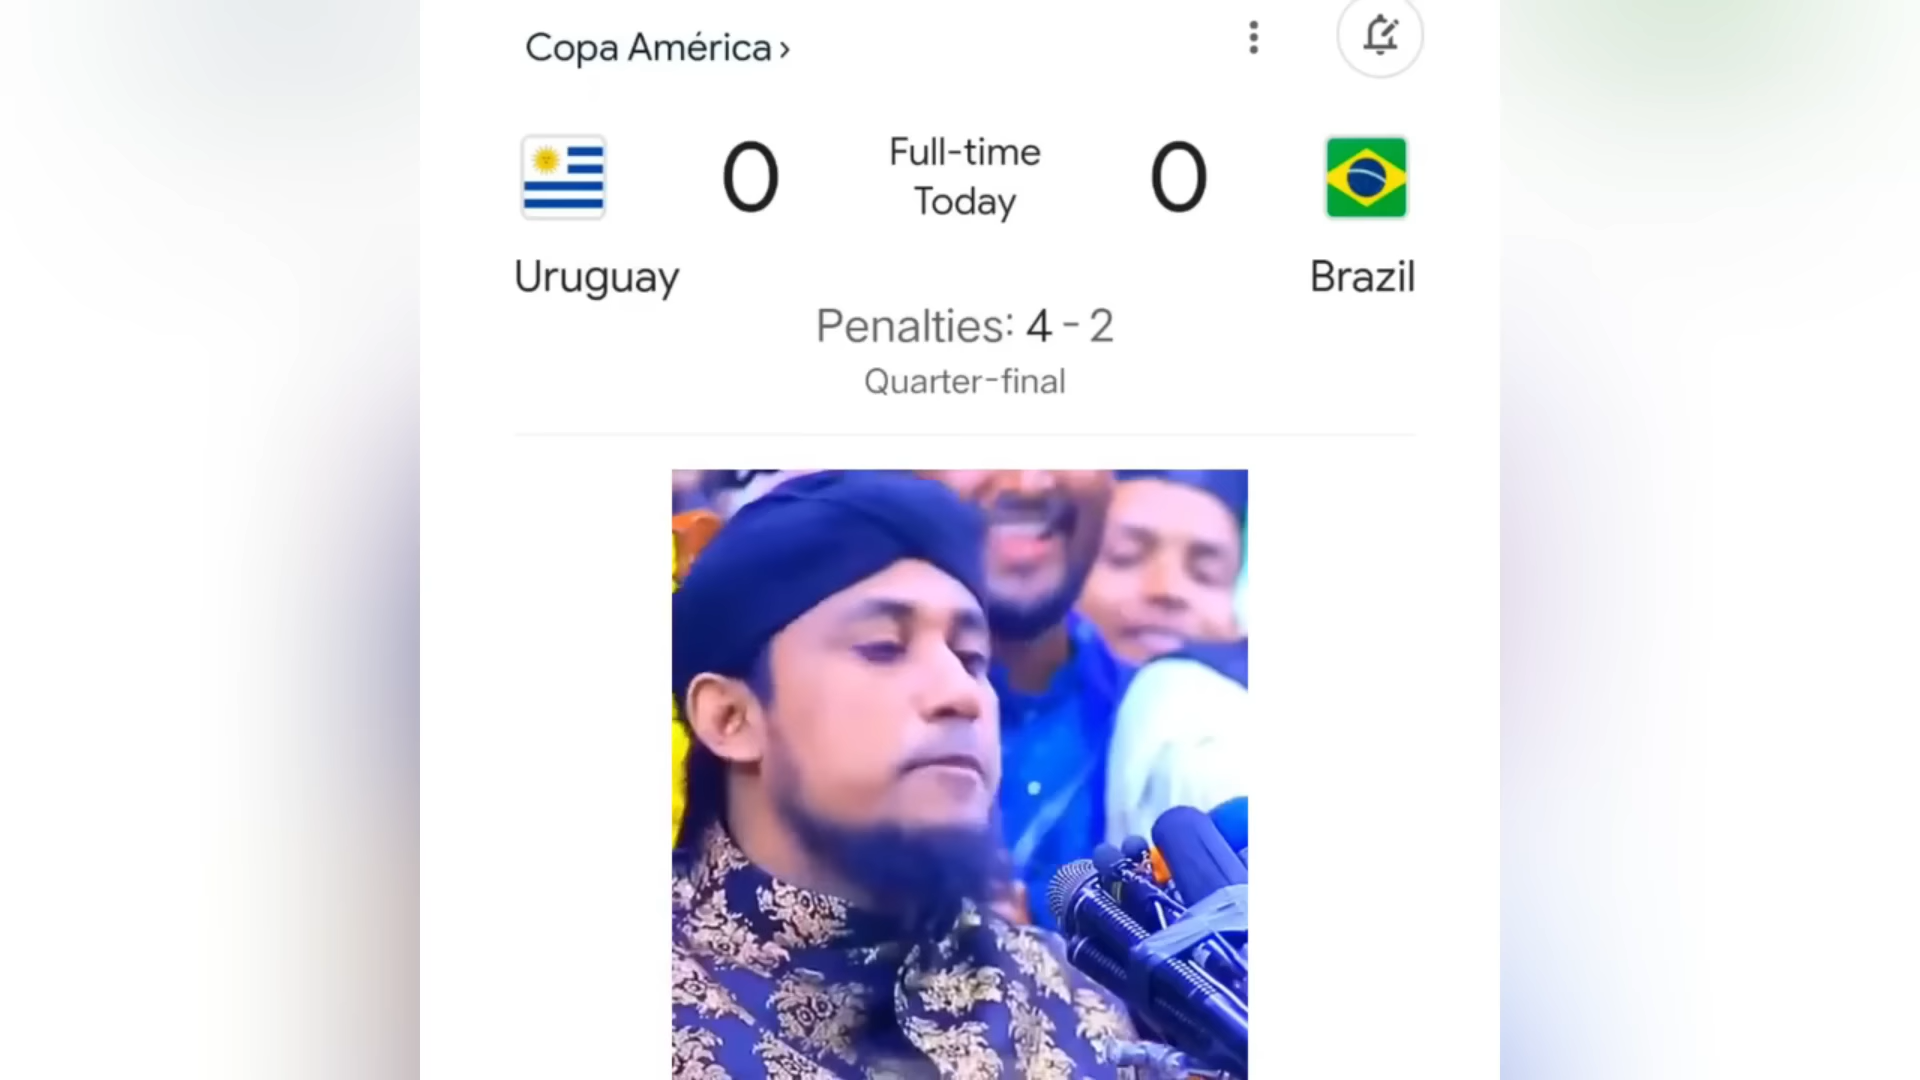 Copa América ›
0 Full-time 0
Today
Uruguay Brazil
Penalties: 4 - 2
Quarter-final